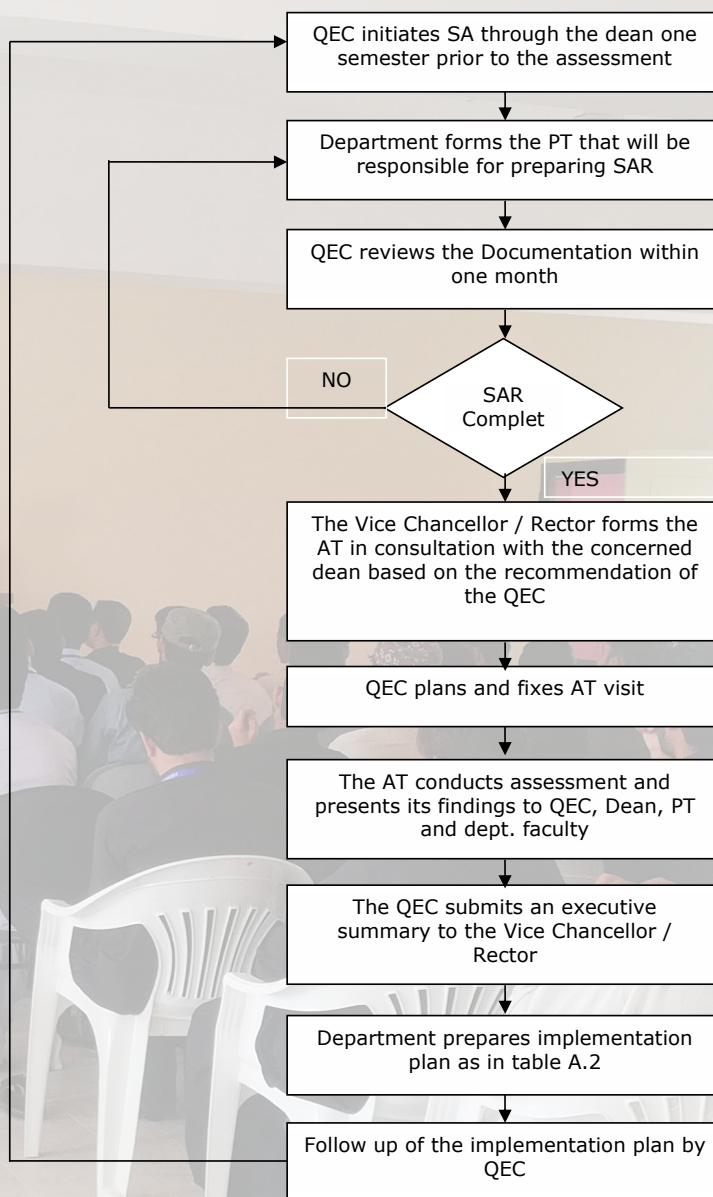 QEC initiates SA through the dean one
semester prior to the assessment
Department forms the PT that will be
responsible for preparing SAR
QEC reviews the Documentation within
one month
NO
SAR
Complet
YES
The Vice Chancellor / Rector forms the
AT in consultation with the concerned
dean based on the recommendation of
the QEC
QEC plans and fixes AT visit
The AT conducts assessment and
presents its findings to QEC, Dean, PT
and dept. faculty
The QEC submits an executive
summary to the Vice Chancellor /
Rector
Department prepares implementation
plan as in table A.2
Follow up of the implementation plan by
QEC